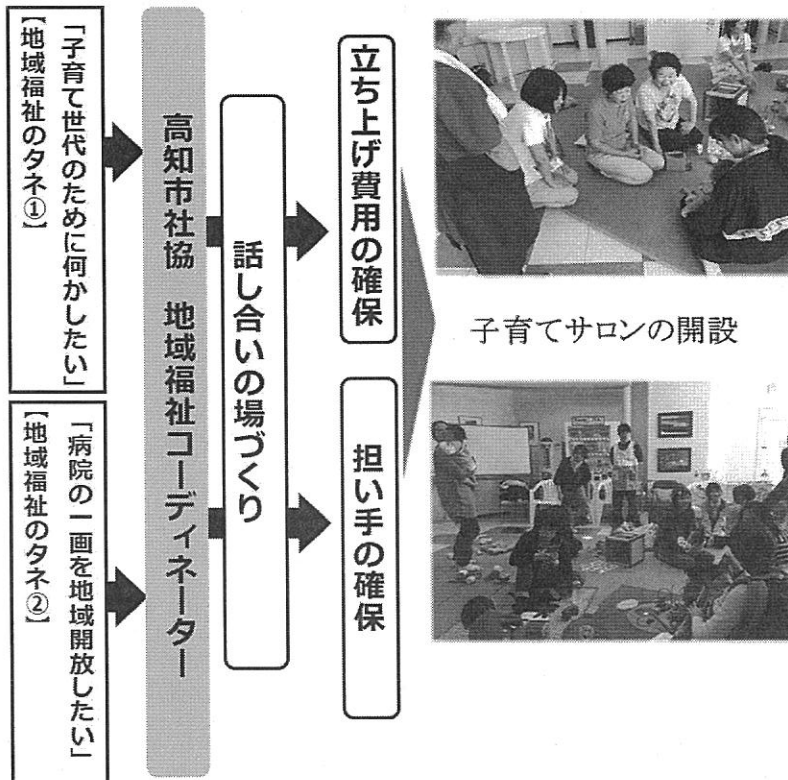 「子育て世代のために何かしたい」
【地域福祉のタネ①】
「病院の一画を地域開放したい」
【地域福祉のタネ②】
高知市社協　地域福祉コーディネーター
話し合いの場づくり
立ち上げ費用の確保
担い手の確保
子育てサロンの開設